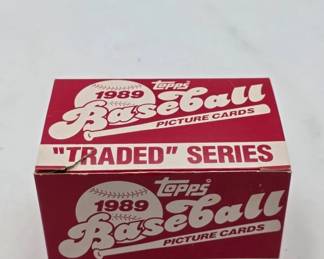 Topps
1989
Baseball
PICTURE CARDS
"TRADED" SERIES
Topps
1989
Baseball
PICTURE CARDS